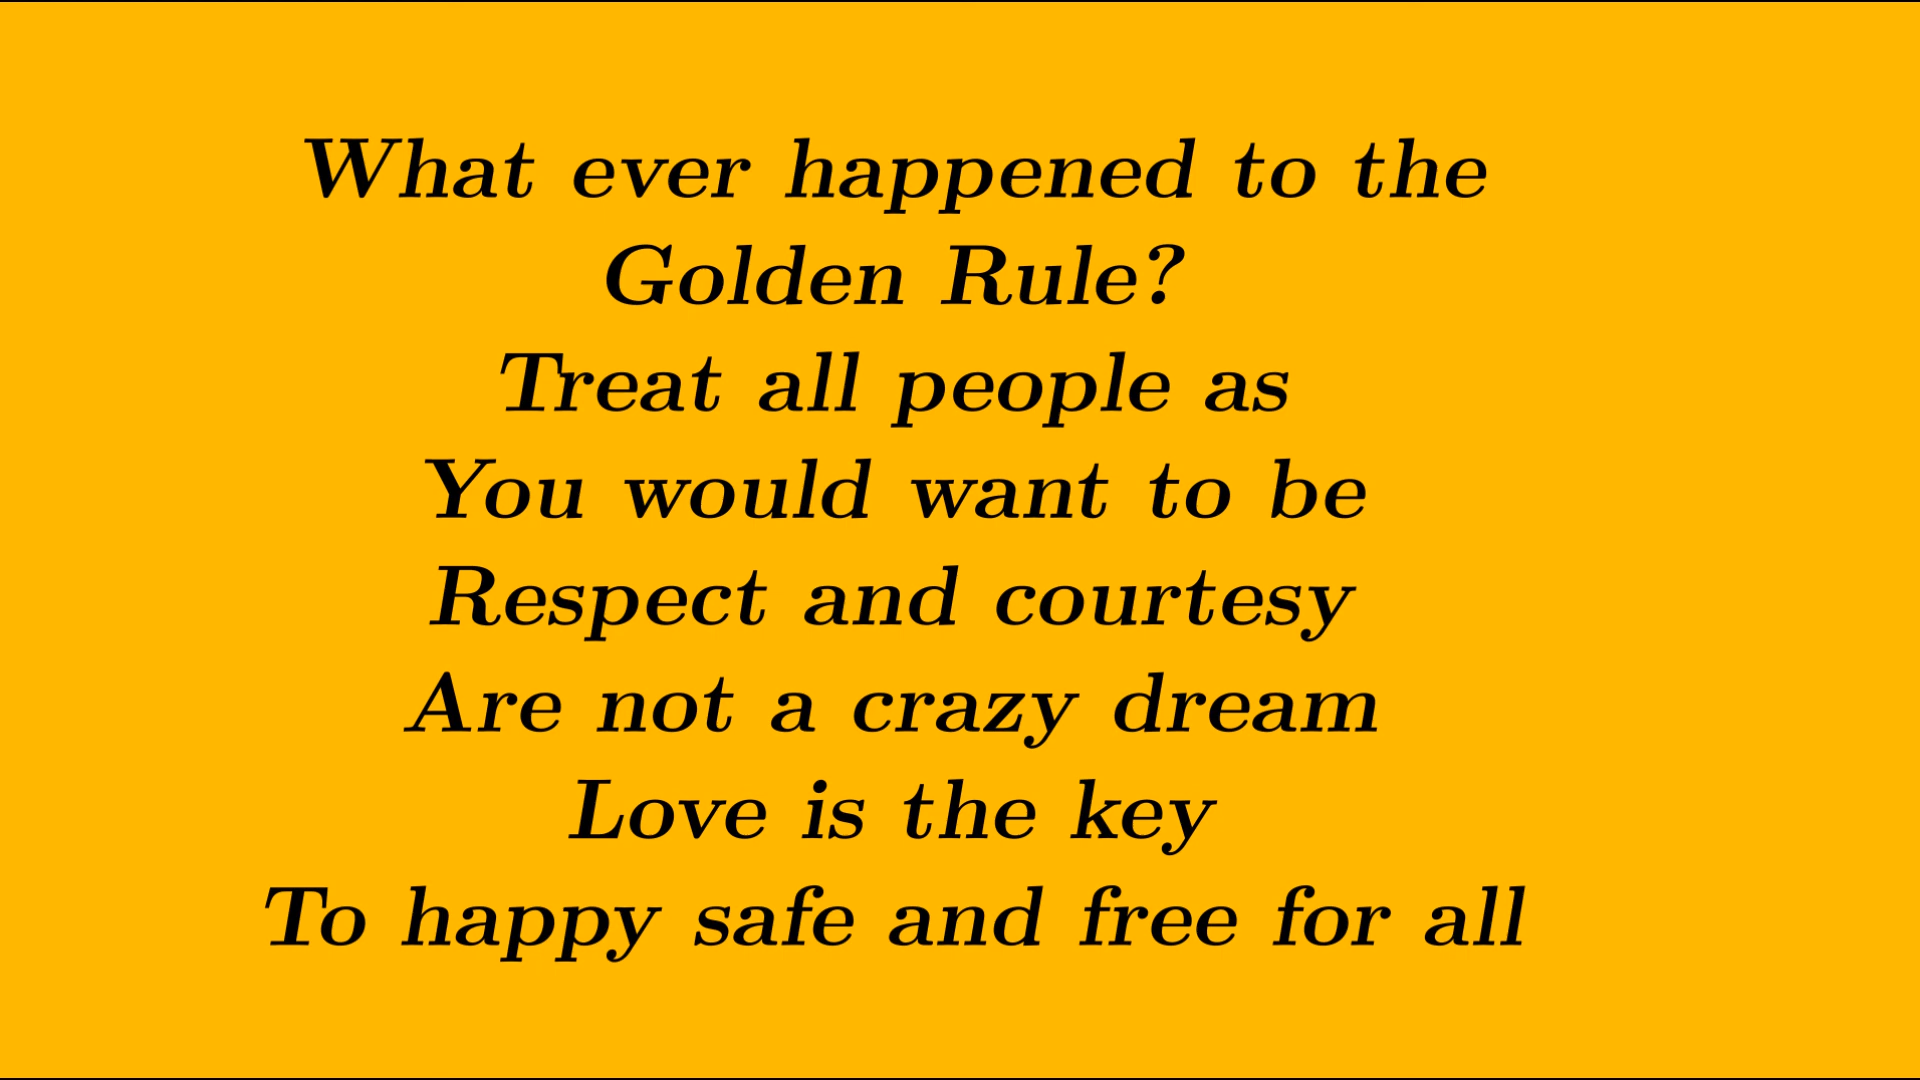 What ever happened to the
Golden Rule?
Treat all people as
You would want to be
Respect and courtesy
Are not a crazy dream
Love is the key
To happy safe and free for all